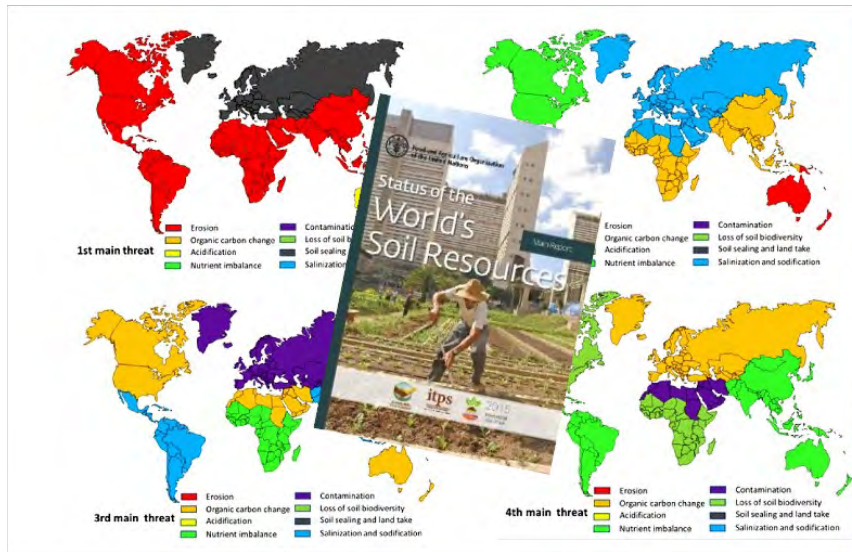 Food and Agriculture Organization
of the United Nations
Status of the
World's
Soil Resources
Main Report
itps
2015
Erosion
Organic carbon change
Acidification
Nutrient imbalance
Contamination
Loss of soil b
Soil sealing
Salinizatio
1st main threat
Erosion
Organic carbon change
Acidification
Nutrient imbalance
Contamination
Loss of soil biodiversity
Soil sealing and land take
Salinization and sodification
Erosion
Organic carbon change
Acidification
Nutrient imbalance
Contamination
Loss of soil biodiversity
Soil sealing and land take
Salinization and sodification
3rd main threat
Erosion
Organic carbon change
Acidification
Nutrient imbalance
Contamination
Loss of soil biodiversity
Soil sealing and land take
Salinization and sodification
4th main threat